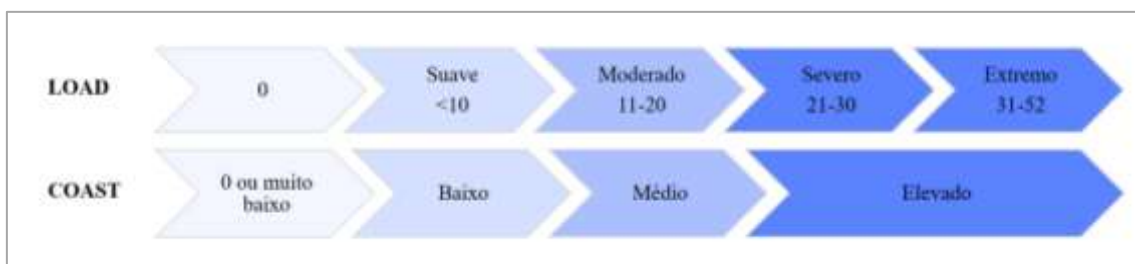 LOAD
0
Suave
<10
Moderado
11-20
Severo
21-30
Extremo
31-52
COAST
0 ou muito
baixo
Baixo
Médio
Elevado